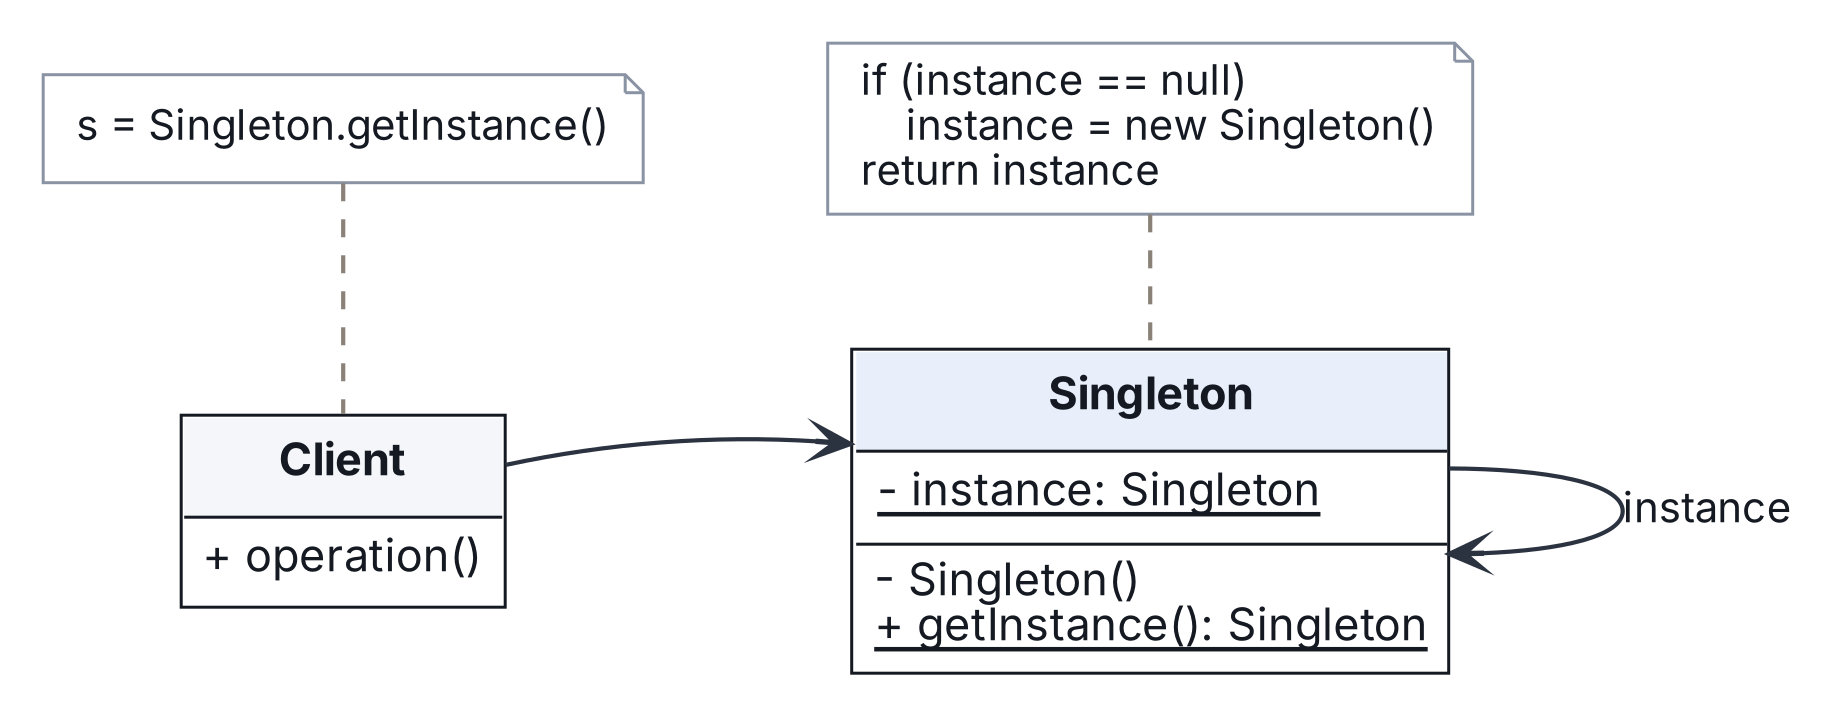 s = Singleton.getInstance()
if (instance == null)
    instance = new Singleton()
return instance
Client
+ operation()
Singleton
- instance: Singleton
- Singleton()
+ getInstance(): Singleton
instance